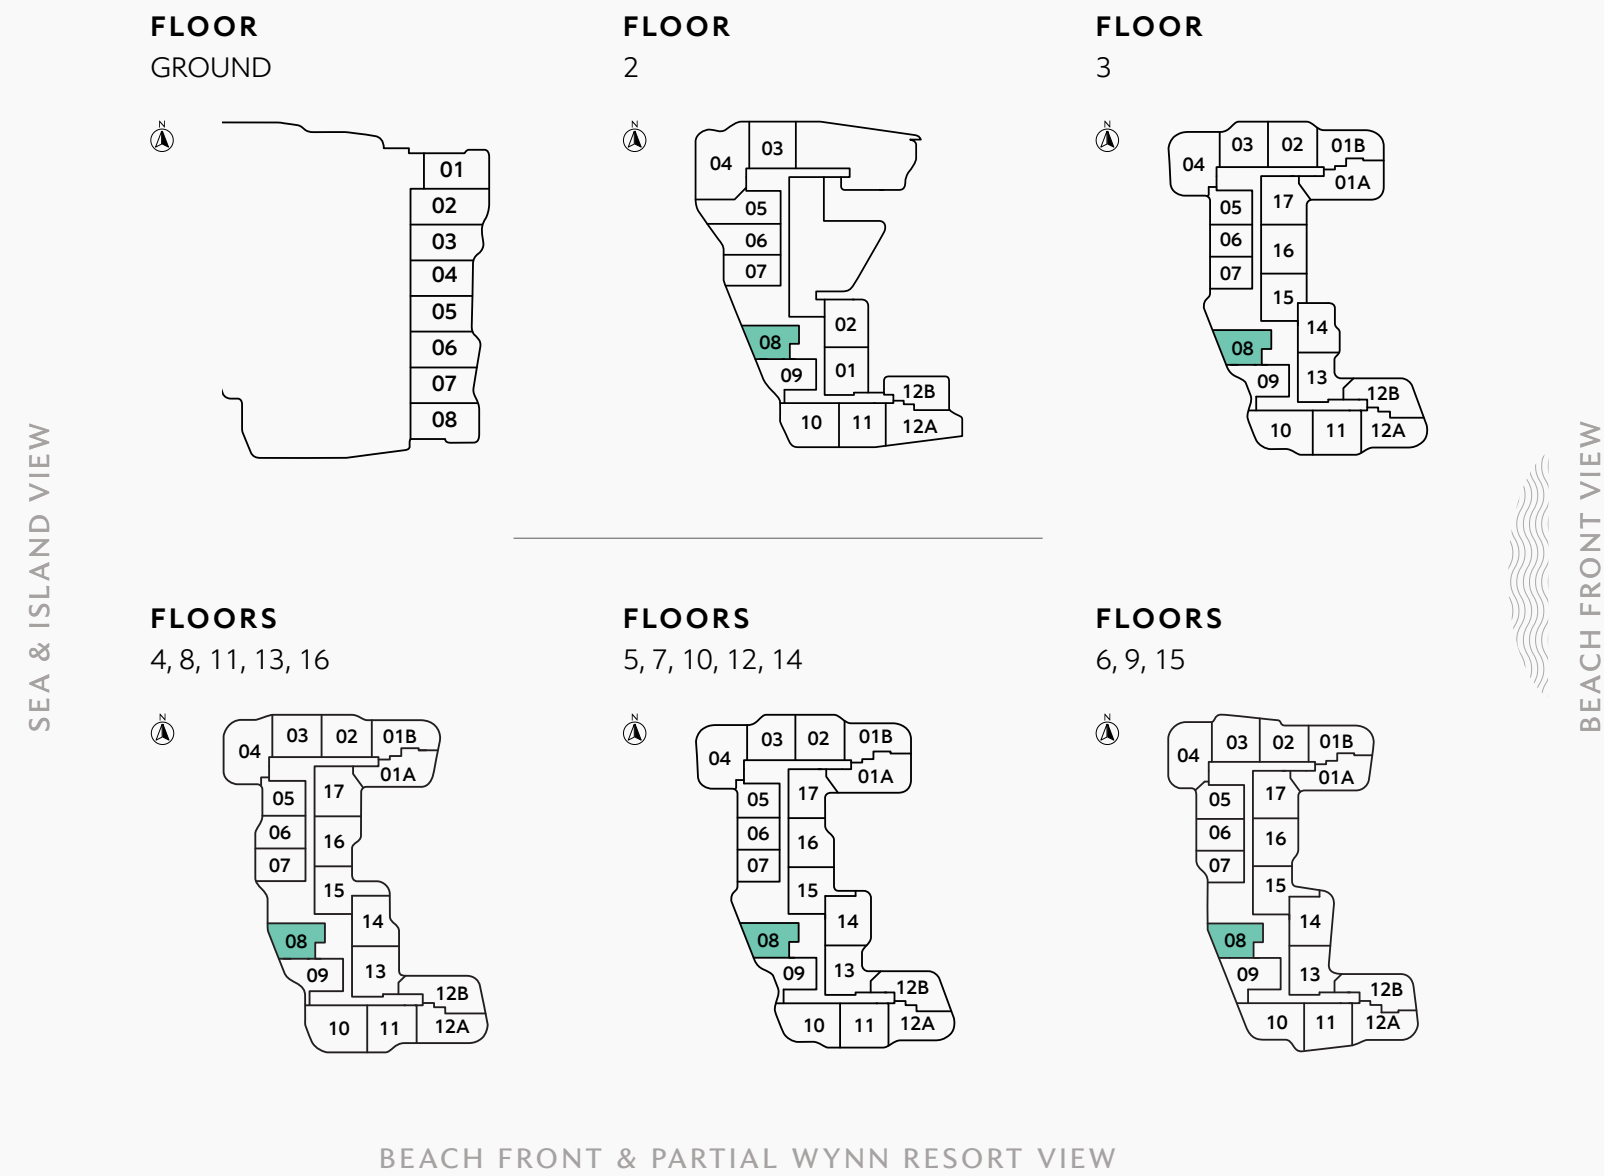 FLOOR
GROUND
N
01
02
03
04
05
06
07
08
FLOOR
2
N
03
04
05
06
07
02
08
01
09
12B
10
11
12A
FLOOR
3
N
03
02
01B
04
01A
17
05
06
16
07
15
14
08
13
09
12B
10
11
12A
SEA & ISLAND VIEW
BEACH FRONT VIEW
FLOORS
4, 8, 11, 13, 16
N
03
02
01B
04
01A
17
05
06
16
07
15
14
08
13
09
12B
10
11
12A
FLOORS
5, 7, 10, 12, 14
N
03
02
01B
04
01A
17
05
06
16
07
15
14
08
13
09
12B
10
11
12A
FLOORS
6, 9, 15
N
03
02
01B
04
01A
17
05
06
16
07
15
14
08
13
09
12B
10
11
12A
BEACH FRONT & PARTIAL WYNN RESORT VIEW